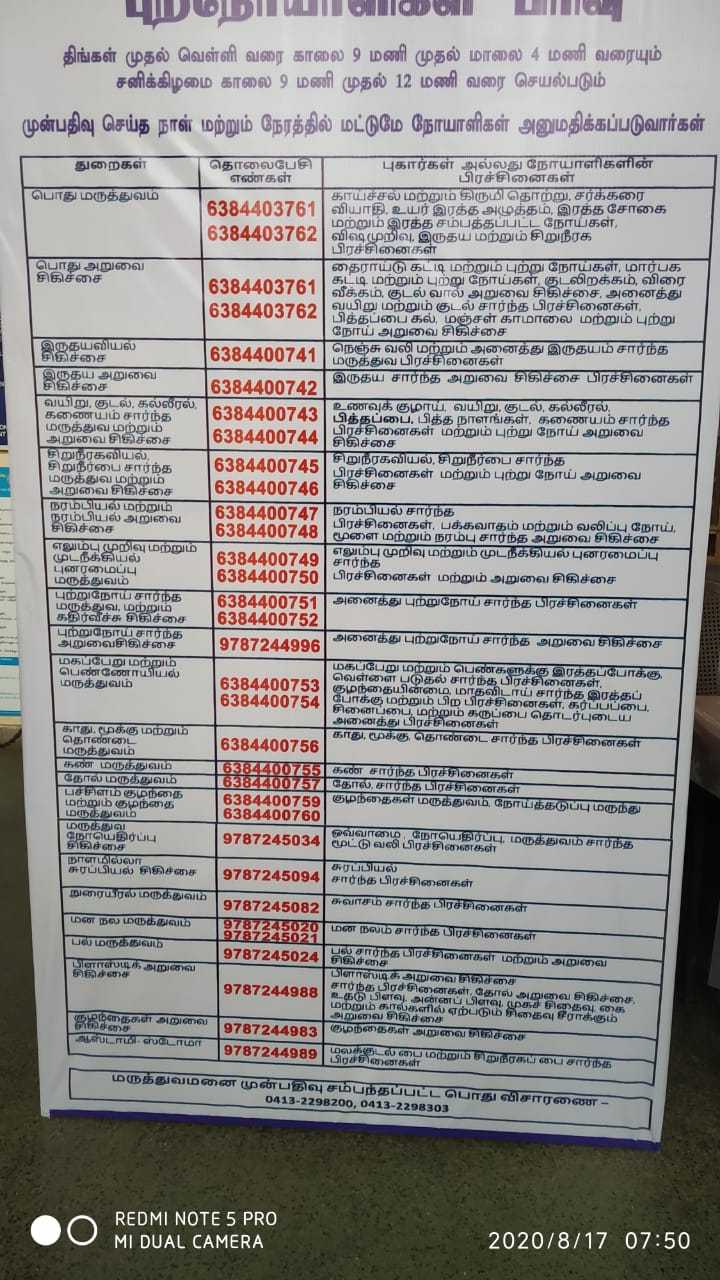 புறநோயாளிகள் பிரிவு
திங்கள் முதல் வெள்ளி வரை காலை 9 மணி முதல் மாலை 4 மணி வரையும்
சனிக்கிழமை காலை 9 மணி முதல் 12 மணி வரை செயல்படும்
முன்பதிவு செய்த நாள் மற்றும் நேரத்தில் மட்டுமே நோயாளிகள் அனுமதிக்கப்படுவார்கள்
துறைகள்
தொலைபேசி
எண்கள்
புகார்கள் அல்லது நோயாளிகளின்
பிரச்சினைகள்
பொது மருத்துவம்
6384403761
6384403762
காய்ச்சல் மற்றும் கிருமி தொற்று, சர்க்கரை
வியாதி, உயர் இரத்த அழுத்தம், இரத்த சோகை
மற்றும் இரத்த சம்பத்தப்பட்ட நோய்கள்,
விஷமுறிவு, இருதய மற்றும் சிறுநீரக
பிரச்சினைகள்
பொது அறுவை
சிகிச்சை
6384403761
6384403762
தைராய்டு கட்டி மற்றும் புற்று நோய்கள், மார்பக
கட்டி மற்றும் புற்று நோய்கள், குடலிறக்கம், விரை
வீக்கம், குடல் வால் அறுவை சிகிச்சை, அனைத்து
வயிறு மற்றும் குடல் சார்ந்த பிரச்சினைகள்,
பித்தப்பை கல், மஞ்சள் காமாலை மற்றும் புற்று
நோய் அறுவை சிகிச்சை
இருதயவியல்
சிகிச்சை
6384400741
நெஞ்சு வலி மற்றும் அனைத்து இருதயம் சார்ந்த
மருத்துவ பிரச்சினைகள்
இருதய அறுவை
சிகிச்சை
6384400742
இருதய சார்ந்த அறுவை சிகிச்சை பிரச்சினைகள்
வயிறு, குடல், கல்லீரல்,
கணையம் சார்ந்த
மருத்துவ மற்றும்
அறுவை சிகிச்சை
6384400743
6384400744
உணவுக் குழாய், வயிறு, குடல், கல்லீரல்,
பித்தப்பை, பித்த நாளங்கள், கணையம் சார்ந்த
பிரச்சினைகள் மற்றும் புற்று நோய் அறுவை
சிகிச்சை
சிறுநீரகவியல்,
சிறுநீர்பை சார்ந்த
மருத்துவ மற்றும்
அறுவை சிகிச்சை
6384400745
6384400746
சிறுநீரகவியல், சிறுநீர்பை சார்ந்த
பிரச்சினைகள் மற்றும் புற்று நோய் அறுவை
சிகிச்சை
நரம்பியல் மற்றும்
நரம்பியல் அறுவை
சிகிச்சை
6384400747
6384400748
நரம்பியல் சார்ந்த
பிரச்சினைகள், பக்கவாதம் மற்றும் வலிப்பு நோய்,
மூளை மற்றும் நரம்பு சார்ந்த அறுவை சிகிச்சை
எலும்பு முறிவு மற்றும்
முடநீக்கியல்
புனரமைப்பு
மருத்துவம்
6384400749
6384400750
எலும்பு முறிவு மற்றும் முடநீக்கியல் புனரமைப்பு
சார்ந்த
பிரச்சினைகள் மற்றும் அறுவை சிகிச்சை
புற்றுநோய் சார்ந்த
மருத்துவ, மற்றும்
கதிர்வீச்சு சிகிச்சை
6384400751
6384400752
அனைத்து புற்றுநோய் சார்ந்த பிரச்சினைகள்
புற்றுநோய் சார்ந்த
அறுவைசிகிச்சை
9787244996
அனைத்து புற்றுநோய் சார்ந்த அறுவை சிகிச்சை
மகப்பேறு மற்றும்
பெண்ணோயியல்
மருத்துவம்
6384400753
6384400754
மகப்பேறு மற்றும் பெண்களுக்கு இரத்தப்போக்கு,
வெள்ளை படுதல் சார்ந்த பிரச்சினைகள்,
குழந்தையின்மை, மாதவிடாய் சார்ந்த இரத்தப்
போக்கு மற்றும் பிற பிரச்சினைகள், கர்ப்பப்பை,
சினைப்பை, மற்றும் கருப்பை தொடர்புடைய
அனைத்து பிரச்சினைகள்
காது, மூக்கு மற்றும்
தொண்டை
மருத்துவம்
6384400756
காது, மூக்கு, தொண்டை சார்ந்த பிரச்சினைகள்
கண் மருத்துவம்
6384400755
கண் சார்ந்த பிரச்சினைகள்
தோல் மருத்துவம்
6384400757
தோல், சார்ந்த பிரச்சினைகள்
பச்சிளம் குழந்தை
மற்றும் குழந்தை
மருத்துவம்
6384400759
6384400760
குழந்தைகள் மருத்துவம், நோய்த்தடுப்பு மருந்து
மருத்துவ
நோயெதிர்ப்பு
சிகிச்சை
9787245034
ஒவ்வாமை, நோயெதிர்ப்பு, மருத்துவம் சார்ந்த
மூட்டு வலி பிரச்சினைகள்
நாளமில்லா
சுரப்பியல் சிகிச்சை
9787245094
சுரப்பியல்
சார்ந்த பிரச்சினைகள்
நுரையீரல் மருத்துவம்
9787245082
சுவாசம் சார்ந்த பிரச்சினைகள்
மன நல மருத்துவம்
9787245020
9787245021
மன நலம் சார்ந்த பிரச்சினைகள்
பல் மருத்துவம்
9787245024
பல் சார்ந்த பிரச்சினைகள் மற்றும் அறுவை
சிகிச்சை
பிளாஸ்டிக் அறுவை
சிகிச்சை
9787244988
பிளாஸ்டிக் அறுவை சிகிச்சை
சார்ந்த பிரச்சினைகள், தோல் அறுவை சிகிச்சை,
உதடு பிளவு, அன்னப் பிளவு, முகச் சிதைவு, கை
மற்றும் கால்களில் ஏற்படும் சிதைவு சீராக்கும்
அறுவை சிகிச்சை
குழந்தைகள் அறுவை
சிகிச்சை
9787244983
குழந்தைகள் அறுவை சிகிச்சை
ஆஸ்டாமி- ஸ்டோமா
9787244989
மலக்குடல் பை மற்றும் சிறுநீரகப் பை சார்ந்த
பிரச்சினைகள்
மருத்துவமனை முன்பதிவு சம்பந்தப்பட்ட பொது விசாரணை –
0413-2298200, 0413-2298303
REDMI NOTE 5 PRO
MI DUAL CAMERA
2020/8/17 07:50